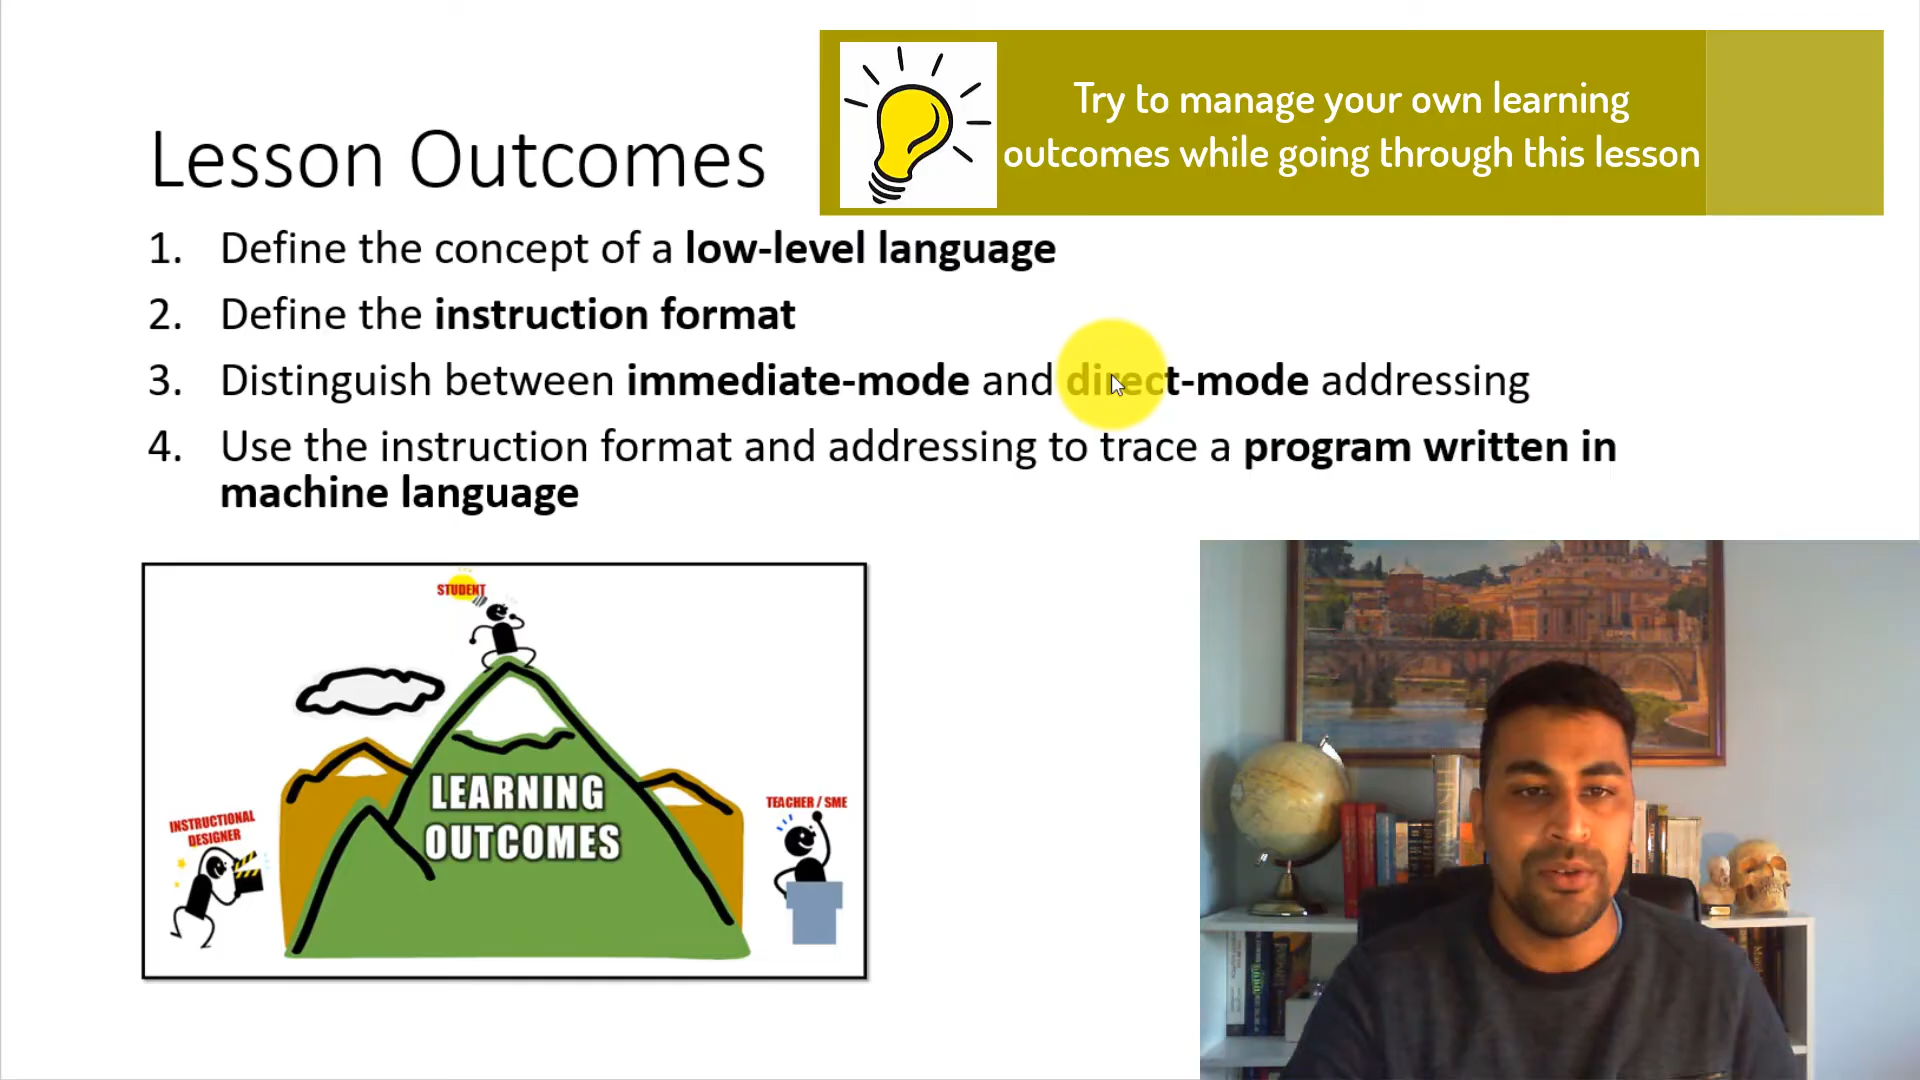 Try to manage your own learning
outcomes while going through this lesson
Lesson Outcomes
1. Define the concept of a low-level language
2. Define the instruction format
3. Distinguish between immediate-mode and direct-mode addressing
4. Use the instruction format and addressing to trace a program written in
machine language
STUDENT
LEARNING
OUTCOMES
INSTRUCTIONAL
DESIGNER
TEACHER / SME